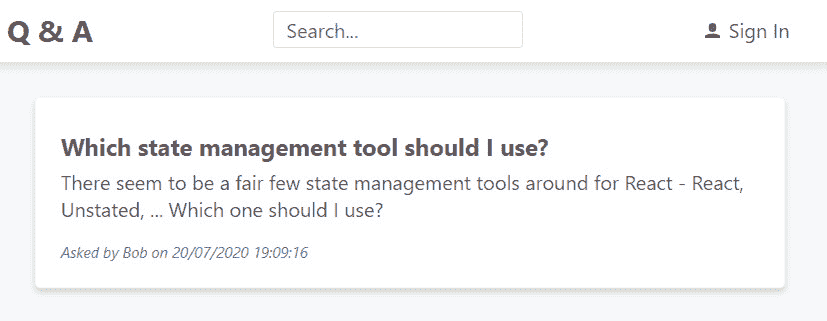 Q & A
Search...
Sign In
Which state management tool should I use?
There seem to be a fair few state management tools around for React - React,
Unstated, ... Which one should I use?
Asked by Bob on 20/07/2020 19:09:16